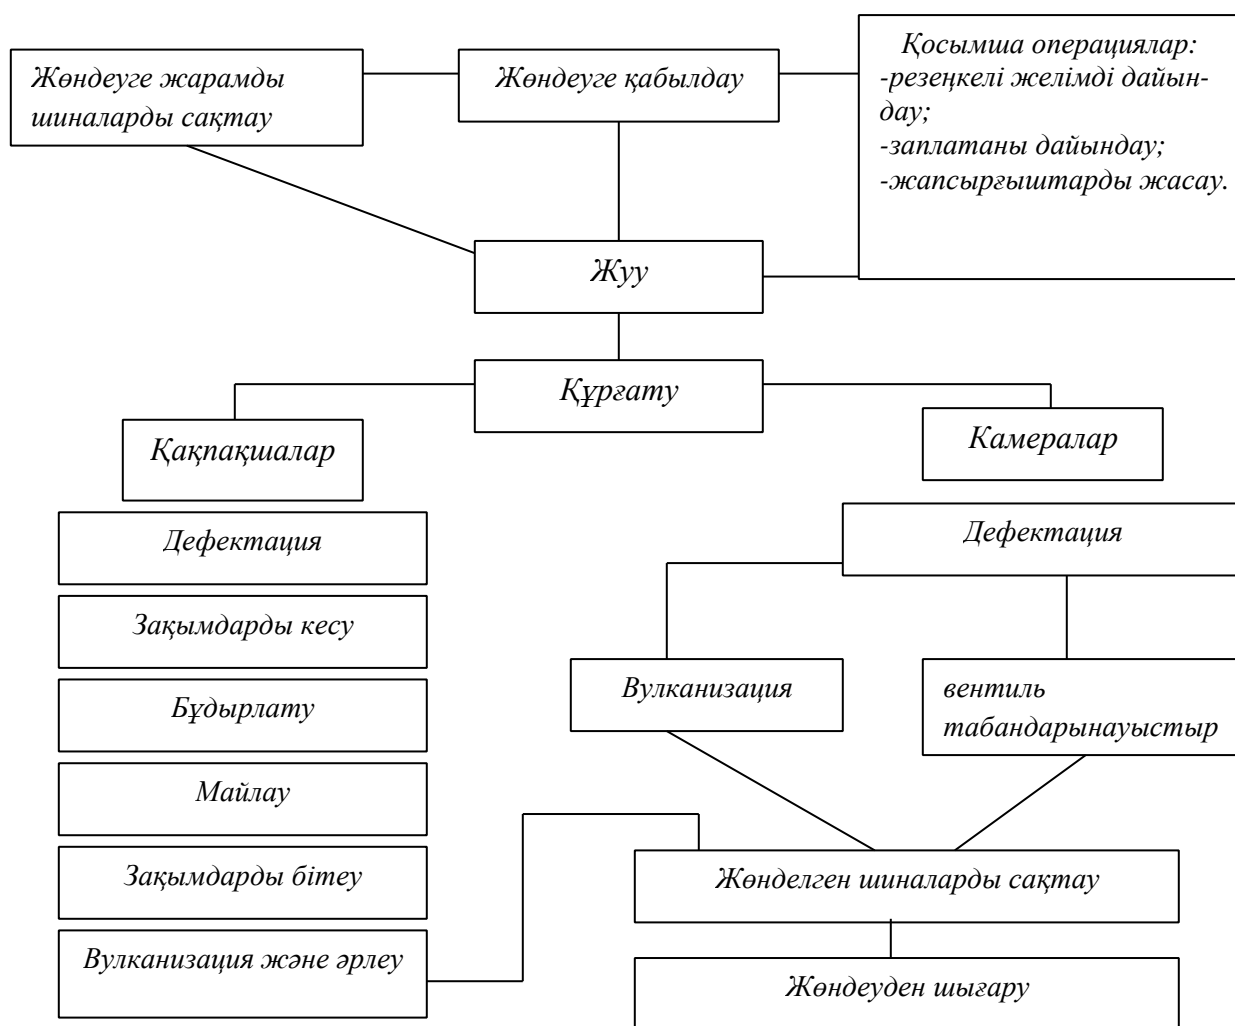 Жөндеуге жарамды
шиналарды сақтау
Жөндеуге қабылдау
Қосымша операциялар:
-резеңкелі желімді дайын-
дау;
-заплатаны дайындау;
-жапсырғыштарды жасау.
Жуу
Құрғату
Қақпақшалар
Камералар
Дефектация
Зақымдарды кесу
Бұдырлату
Майлау
Зақымдарды бітеу
Вулканизация және әрлеу
Дефектация
Вулканизация
вентиль
табандарынауыстыр
Жөнделген шиналарды сақтау
Жөндеуден шығару